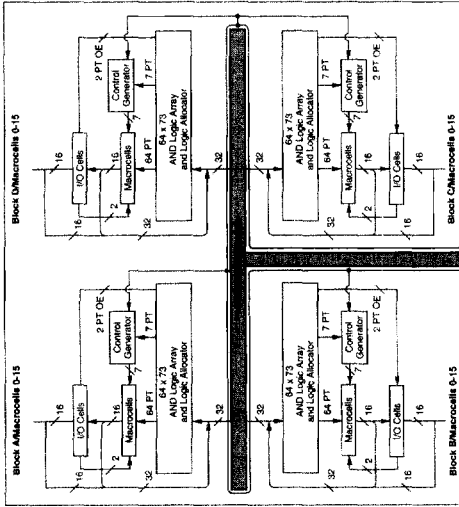 Block A/Macrocells 0-15
16
I/O Cells
2 PT OE
16
16
2
Macrocells
7
Control
Generator
32
64 PT
7 PT
64 x 73
AND Logic Array
and Logic Allocator
32
Block D/Macrocells 0-15
16
I/O Cells
2 PT OE
16
16
2
Macrocells
7
Control
Generator
32
64 PT
7 PT
64 x 73
AND Logic Array
and Logic Allocator
32
32
64 x 73
AND Logic Array
and Logic Allocator
32
64 PT
7 PT
Macrocells
7
Control
Generator
2
16
16
2 PT OE
I/O Cells
16
Block B/Macrocells 0-15
32
64 x 73
AND Logic Array
and Logic Allocator
32
64 PT
7 PT
Macrocells
7
Control
Generator
2
16
16
2 PT OE
I/O Cells
16
Block C/Macrocells 0-15